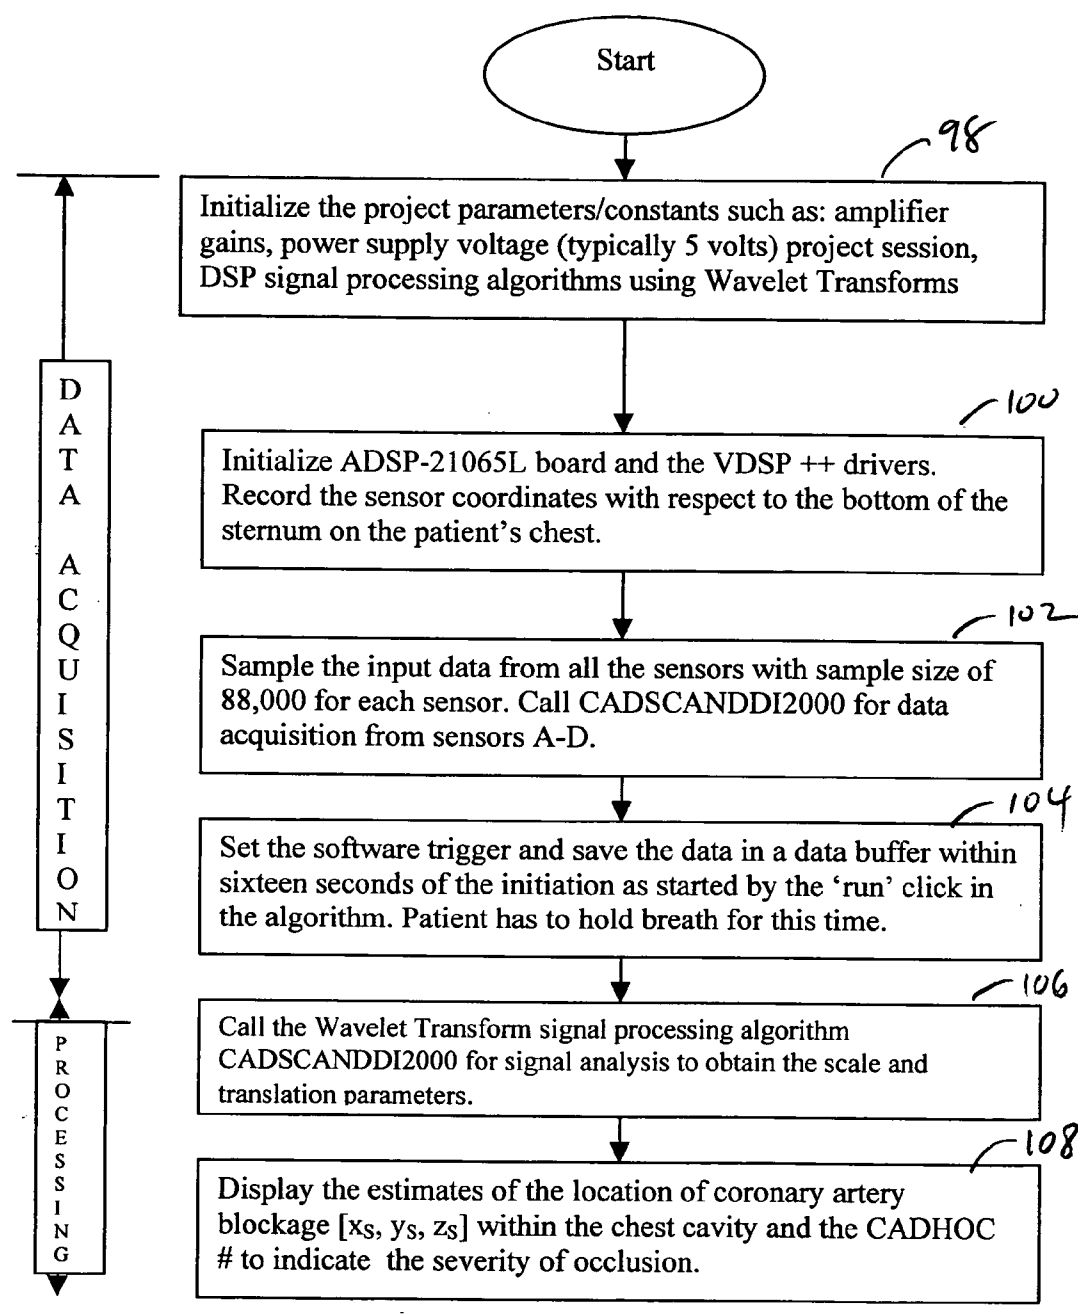 Start
98
Initialize the project parameters/constants such as: amplifier
gains, power supply voltage (typically 5 volts) project session,
DSP signal processing algorithms using Wavelet Transforms
100
Initialize ADSP-21065L board and the VDSP ++ drivers.
Record the sensor coordinates with respect to the bottom of the
sternum on the patient's chest.
102
Sample the input data from all the sensors with sample size of
88,000 for each sensor. Call CADSCANDDI2000 for data
acquisition from sensors A-D.
104
Set the software trigger and save the data in a data buffer within
sixteen seconds of the initiation as started by the ‘run’ click in
the algorithm. Patient has to hold breath for this time.
106
Call the Wavelet Transform signal processing algorithm
CADSCANDDI2000 for signal analysis to obtain the scale and
translation parameters.
108
Display the estimates of the location of coronary artery
blockage [xS, yS, zS] within the chest cavity and the CADHOC
# to indicate the severity of occlusion.
DATA ACQUISITION
PROCESSING